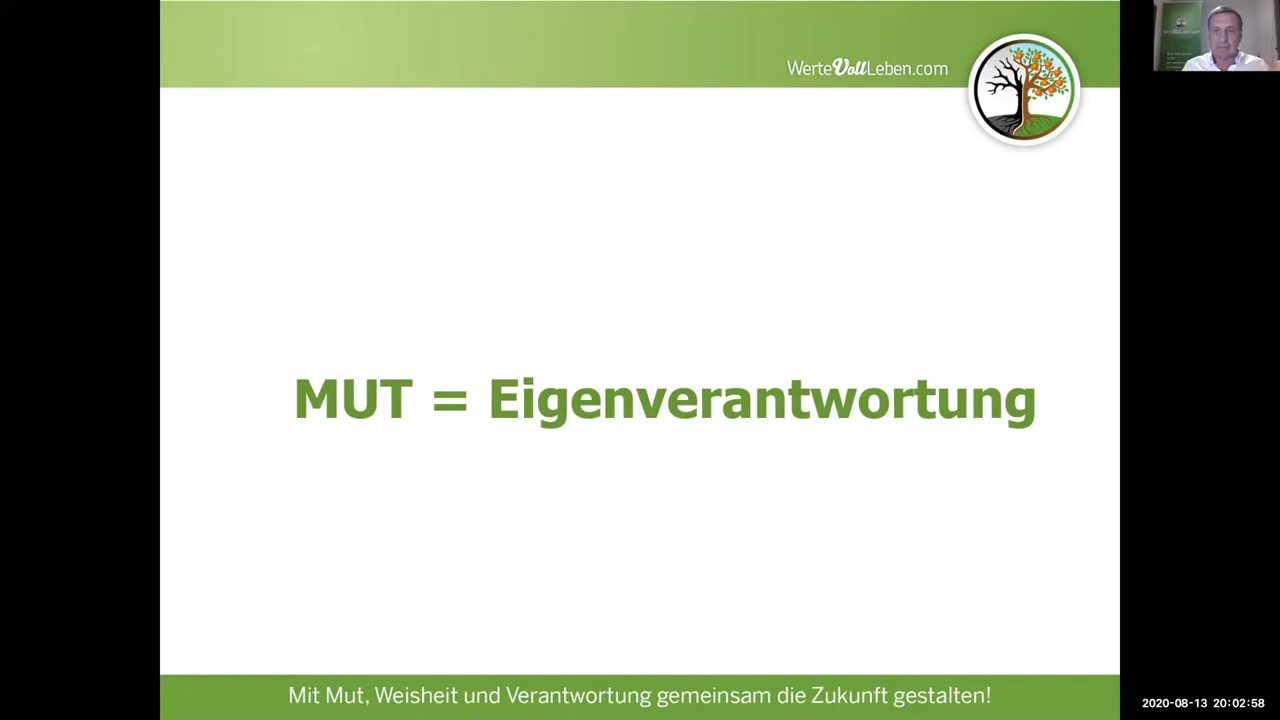 WerteVollLeben.com
MUT = Eigenverantwortung
Mit Mut, Weisheit und Verantwortung gemeinsam die Zukunft gestalten!
2020-08-13 20:02:58